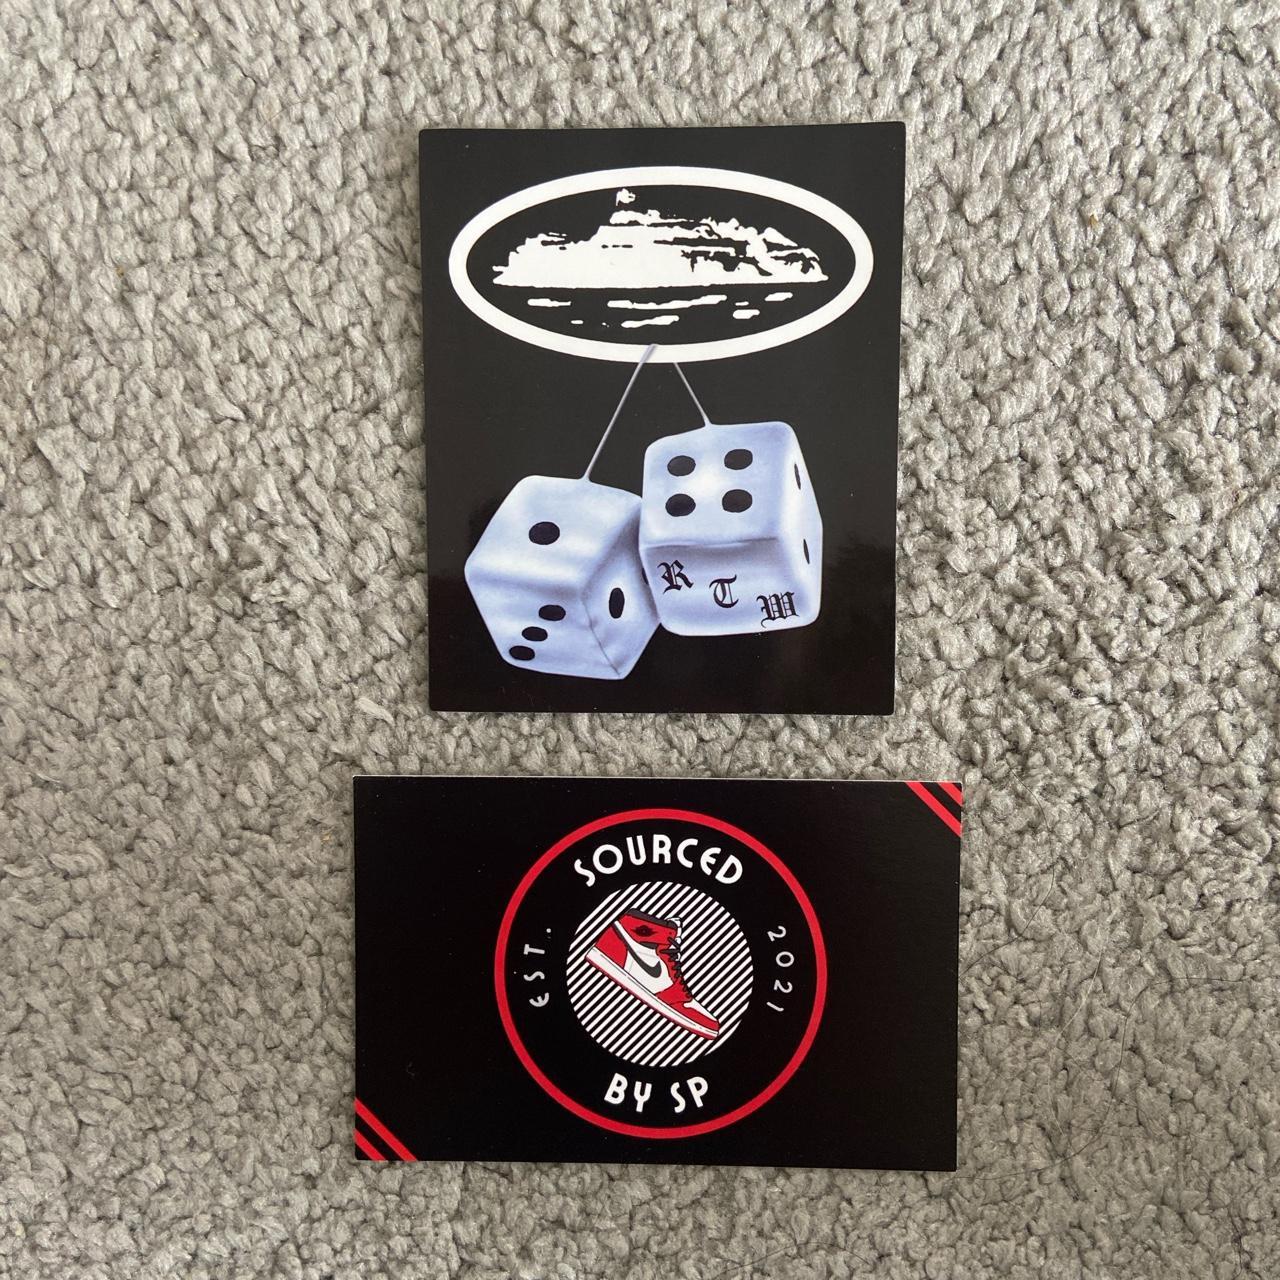 R T W
SOURCED
EST. 2021
BY SP